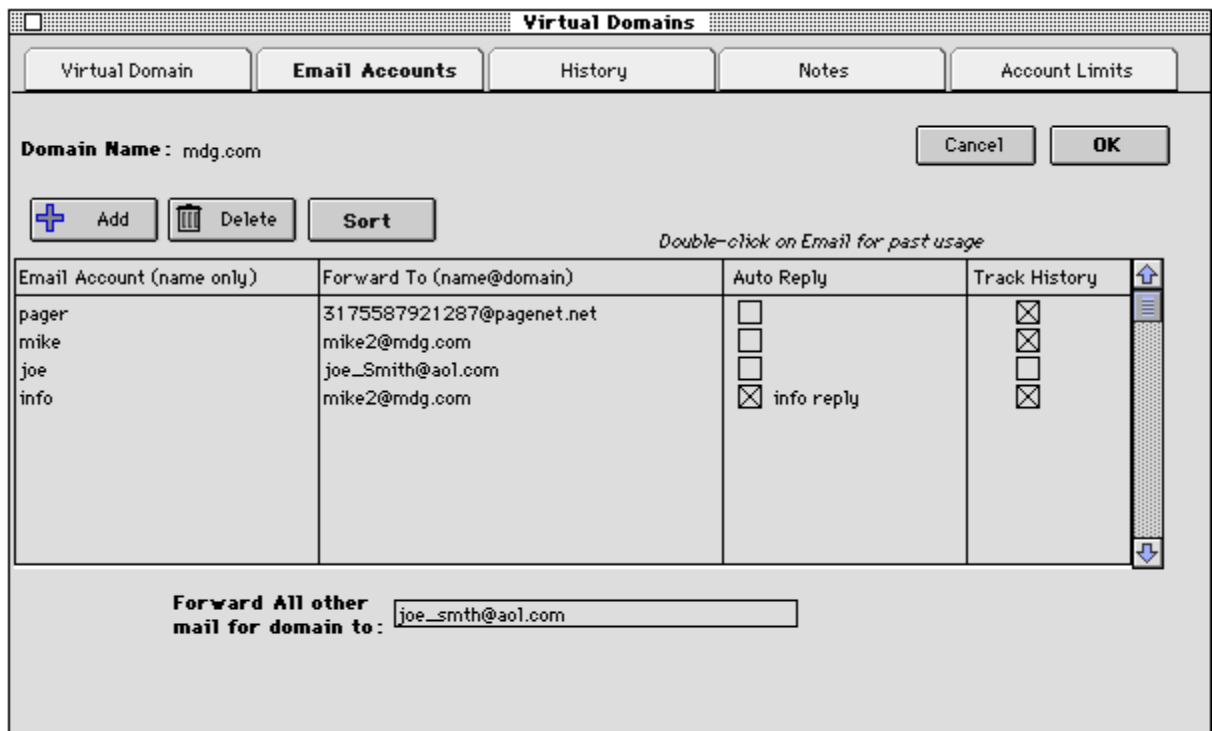 Virtual Domains
Virtual Domain Email Accounts History Notes Account Limits
Domain Name: mdg.com Cancel OK
Add Delete Sort
Double-click on Email for past usage
Email Account (name only) Forward To (name@domain) Auto Reply Track History
pager 3175587921287@pagenet.net
mike mike2@mdg.com
joe joe_Smith@aol.com
info mike2@mdg.com info reply
Forward All other
mail for domain to: joe_smth@aol.com